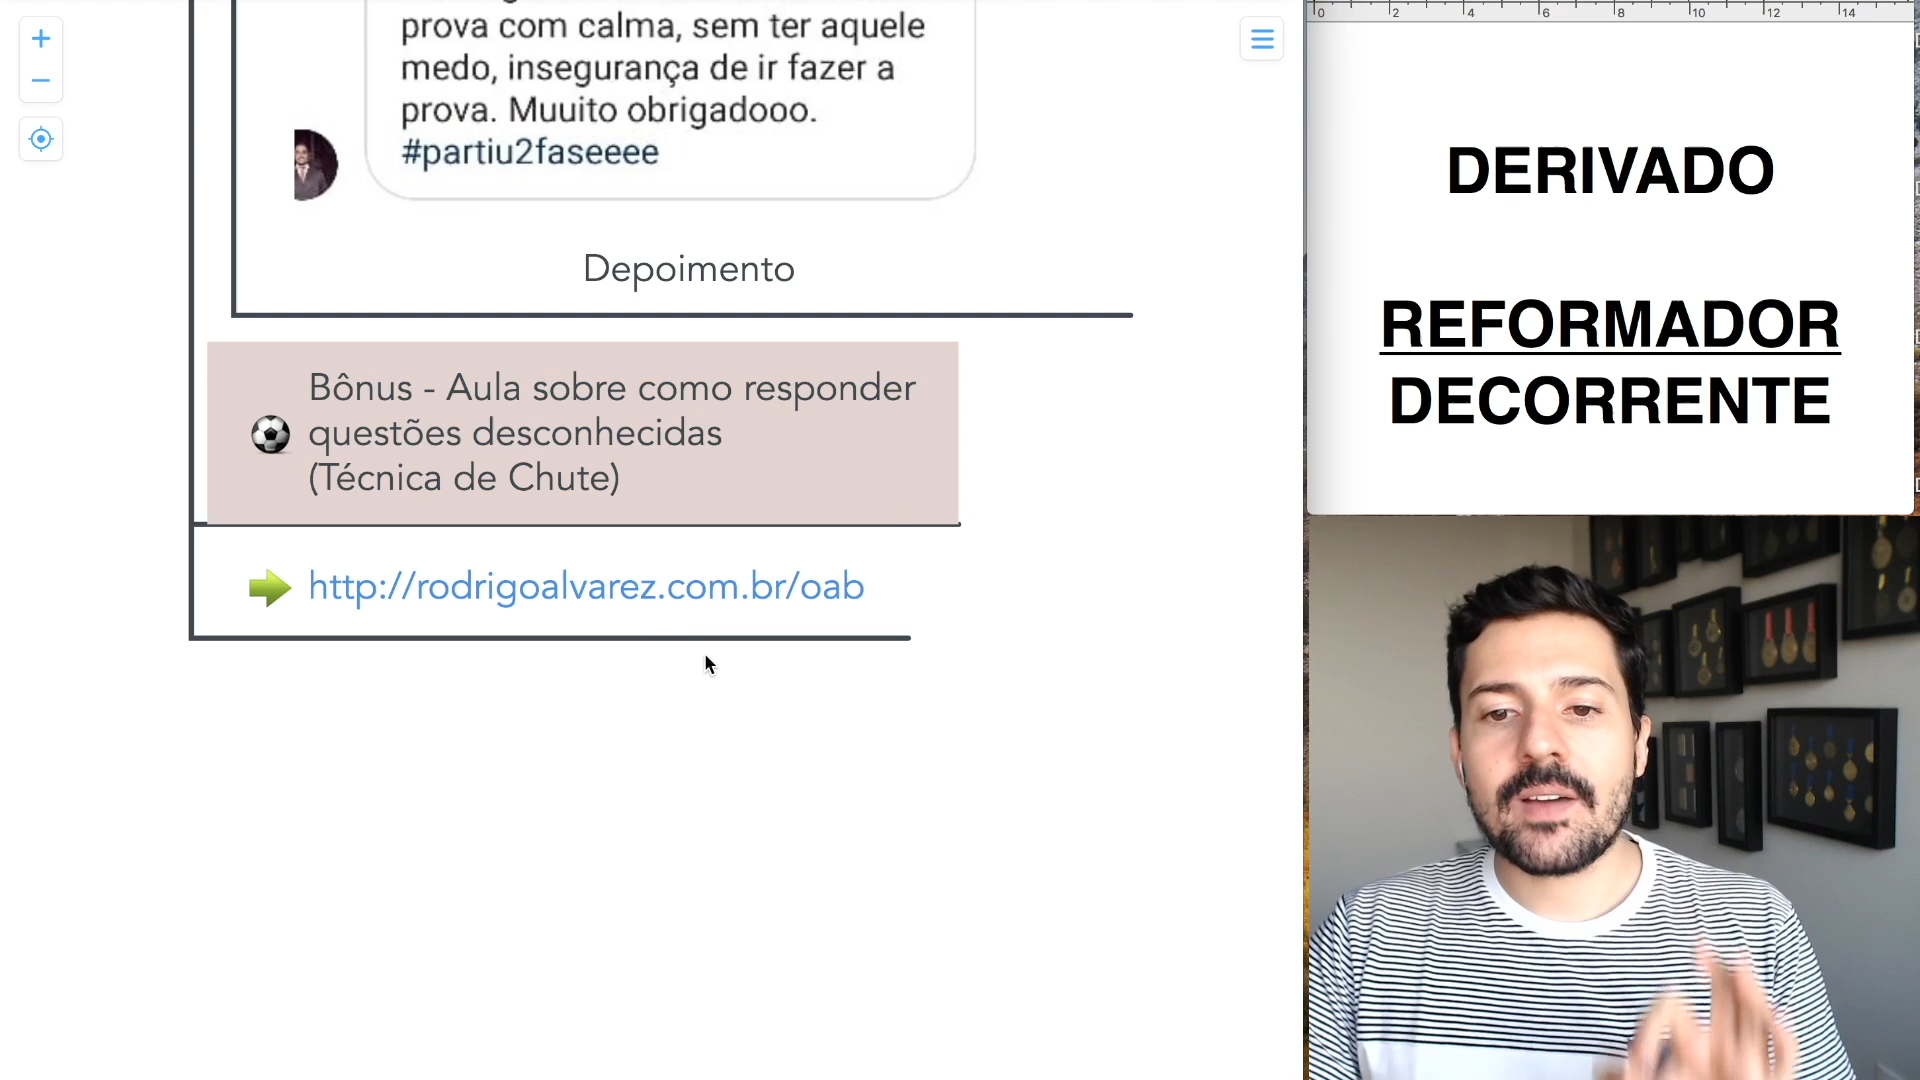 prova com calma, sem ter aquele
medo, insegurança de ir fazer a
prova. Muuito obrigadooo.
#partiu2faseeee
Depoimento
Bônus - Aula sobre como responder
questões desconhecidas
(Técnica de Chute)
http://rodrigoalvarez.com.br/oab
0 2 4 6 8 10 12 14
DERIVADO
REFORMADOR
DECORRENTE